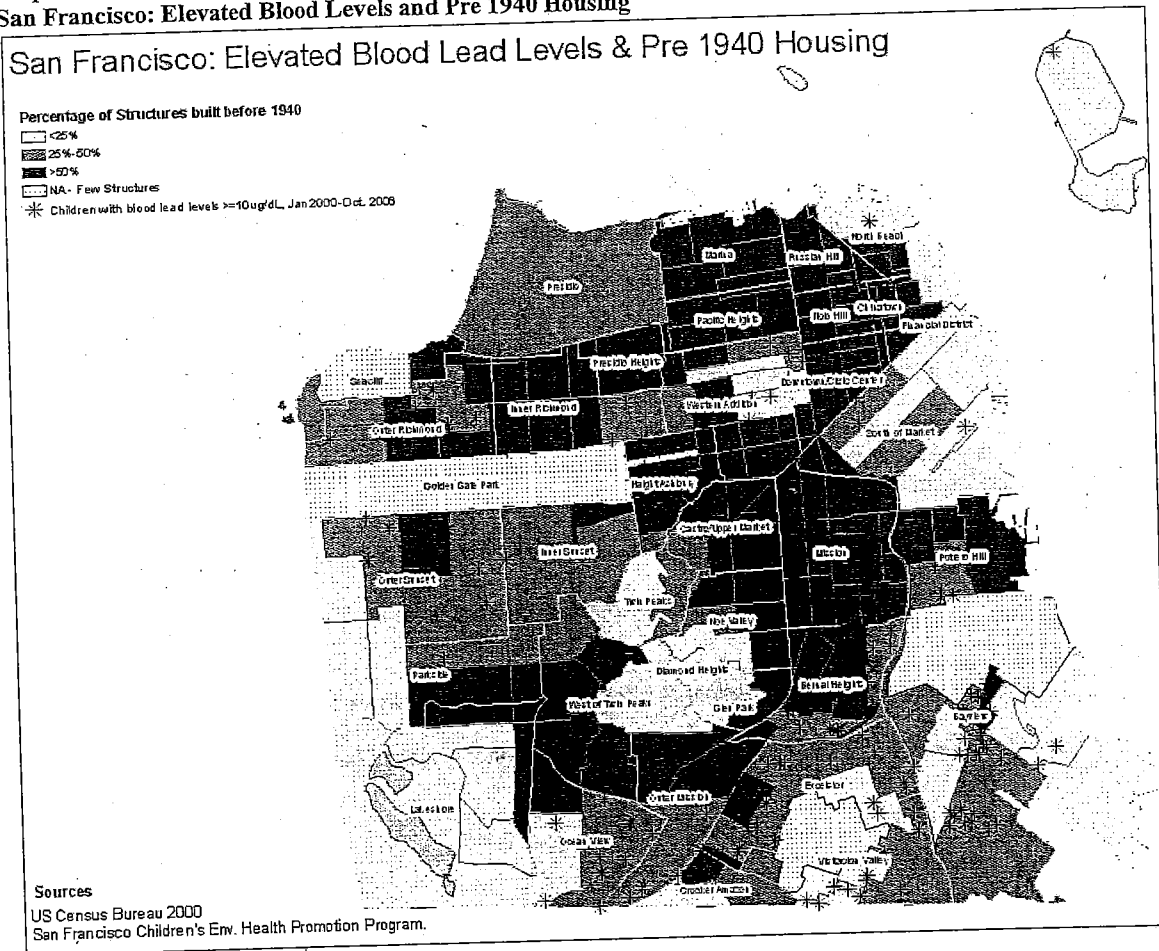 San Francisco: Elevated Blood Levels and Pre 1940 Housing
San Francisco: Elevated Blood Lead Levels & Pre 1940 Housing
Percentage of Structures built before 1940
<25%
25%-50%
>50%
NA - Few Structures
Children with blood lead levels >=10ug/dL, Jan 2000-Oct. 2006
North Beach
Marina
Russian Hill
Presidio
Chinatown
Pacific Heights
Nob Hill
Financial District
Presidio Heights
Seacliff
Downtown/Civic Center
Western Addition
Inner Richmond
Outer Richmond
South of Market
Golden Gate Park
Haight Ashbury
Castro/Upper Market
Inner Sunset
Mission
Potrero Hill
Outer Sunset
Twin Peaks
Noe Valley
Diamond Heights
Parkside
Bernal Heights
West of Twin Peaks
Glen Park
Bayview
Excelsior
Outer Mission
Lakeshore
Ocean View
Visitacion Valley
Crocker Amazon
Sources
US Census Bureau 2000
San Francisco Children's Env. Health Promotion Program.